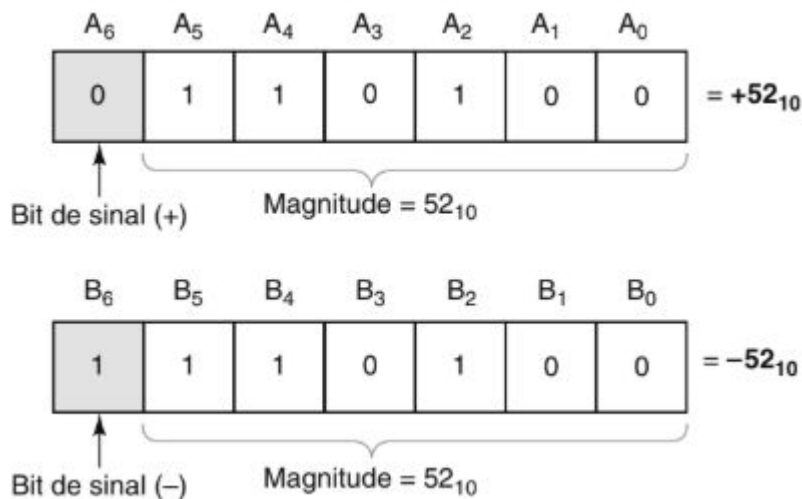 A₆ A₅ A₄ A₃ A₂ A₁ A₀
0 1 1 0 1 0 0 = +52₁₀
Bit de sinal (+) Magnitude = 52₁₀
B₆ B₅ B₄ B₃ B₂ B₁ B₀
1 1 1 0 1 0 0 = –52₁₀
Bit de sinal (–) Magnitude = 52₁₀